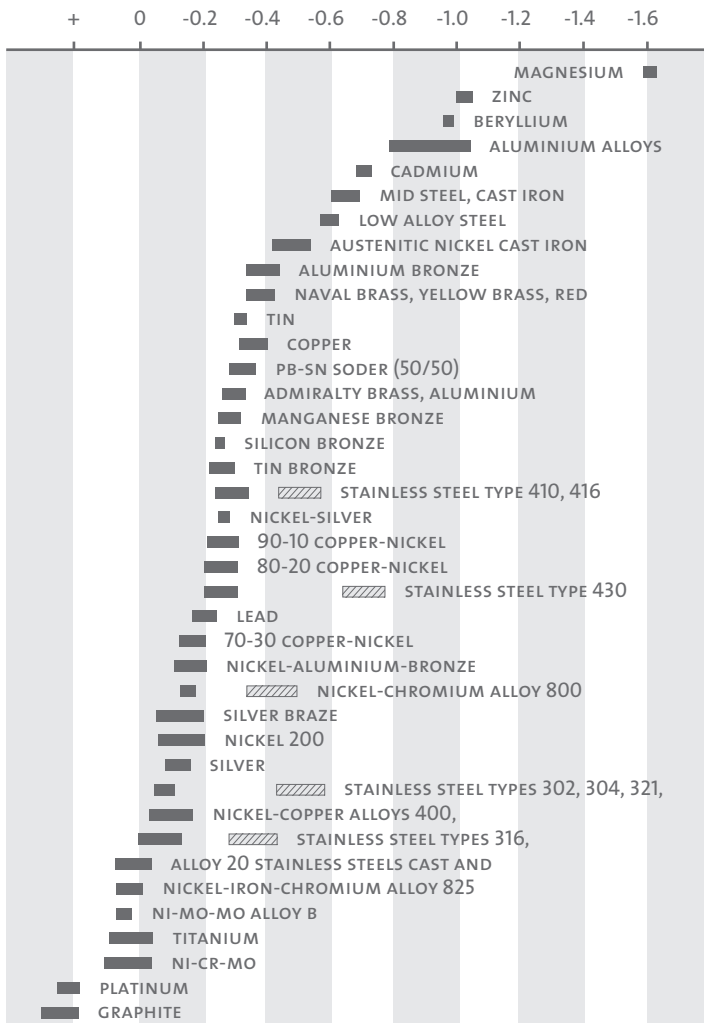 + 0 -0.2 -0.4 -0.6 -0.8 -1.0 -1.2 -1.4 -1.6
MAGNESIUM
ZINC
BERYLLIUM
ALUMINIUM ALLOYS
CADMIUM
MID STEEL, CAST IRON
LOW ALLOY STEEL
AUSTENITIC NICKEL CAST IRON
ALUMINIUM BRONZE
NAVAL BRASS, YELLOW BRASS, RED
TIN
COPPER
PB-SN SODER (50/50)
ADMIRALTY BRASS, ALUMINIUM
MANGANESE BRONZE
SILICON BRONZE
TIN BRONZE
STAINLESS STEEL TYPE 410, 416
NICKEL-SILVER
90-10 COPPER-NICKEL
80-20 COPPER-NICKEL
STAINLESS STEEL TYPE 430
LEAD
70-30 COPPER-NICKEL
NICKEL-ALUMINIUM-BRONZE
NICKEL-CHROMIUM ALLOY 800
SILVER BRAZE
NICKEL 200
SILVER
STAINLESS STEEL TYPES 302, 304, 321,
NICKEL-COPPER ALLOYS 400,
STAINLESS STEEL TYPES 316,
ALLOY 20 STAINLESS STEELS CAST AND
NICKEL-IRON-CHROMIUM ALLOY 825
NI-MO-MO ALLOY B
TITANIUM
NI-CR-MO
PLATINUM
GRAPHITE